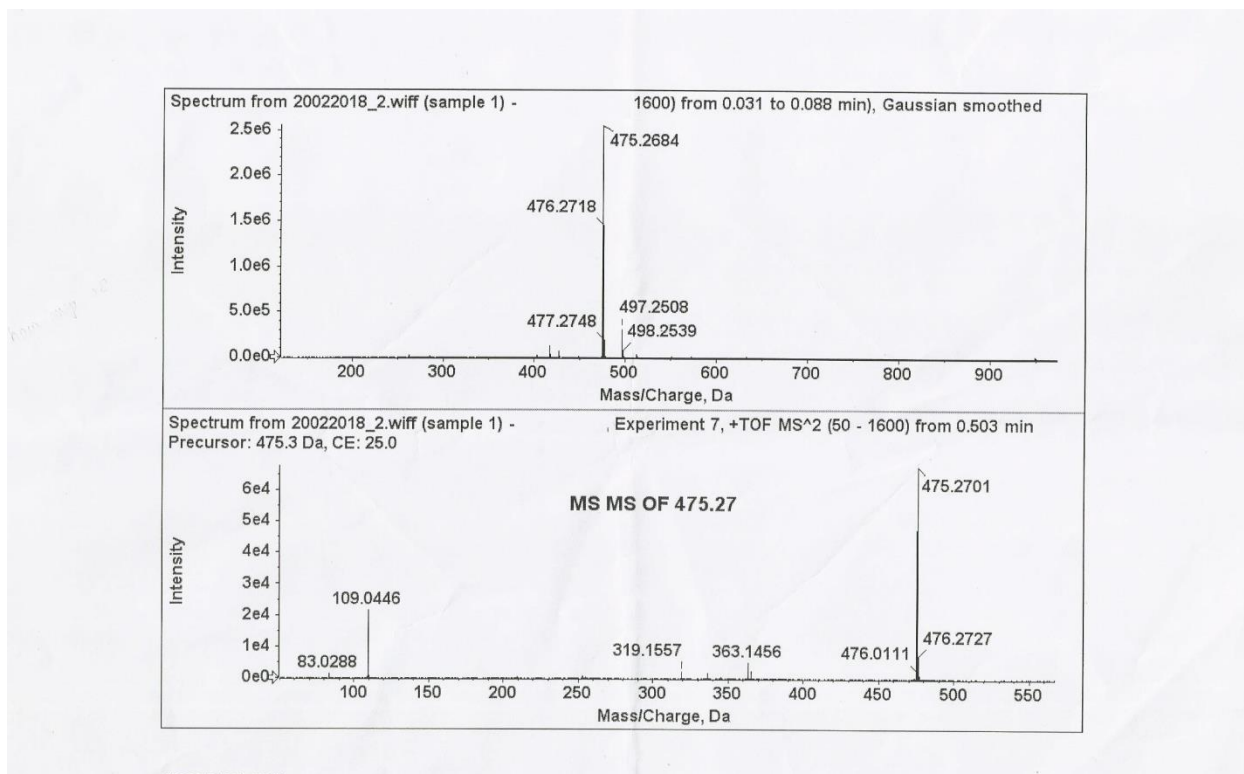 Spectrum from 20022018_2.wiff (sample 1) - 1600) from 0.031 to 0.088 min), Gaussian smoothed
2.5e6
475.2684
2.0e6
476.2718
1.5e6
Intensity
1.0e6
5.0e5
497.2508
477.2748
498.2539
0.0e0
200 300 400 500 600 700 800 900
Mass/Charge, Da
Spectrum from 20022018_2.wiff (sample 1) - , Experiment 7, +TOF MS^2 (50 - 1600) from 0.503 min
Precursor: 475.3 Da, CE: 25.0
6e4
475.2701
MS MS OF 475.27
5e4
4e4
Intensity
3e4
109.0446
2e4
1e4
83.0288
319.1557
363.1456
476.0111
476.2727
0e0
100 150 200 250 300 350 400 450 500 550
Mass/Charge, Da